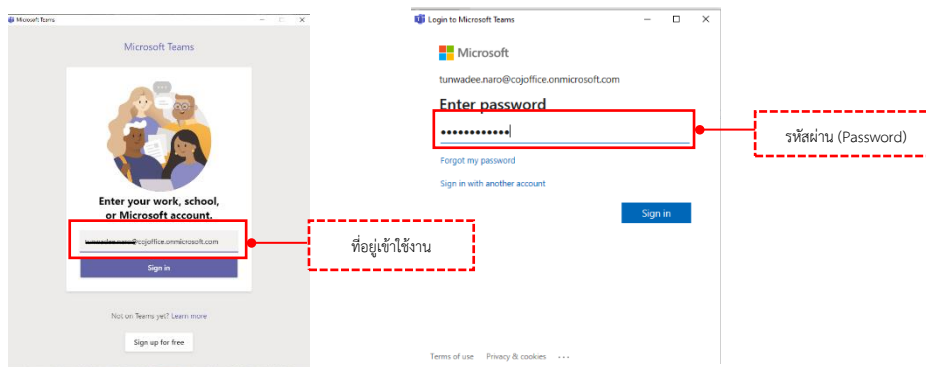 Microsoft Teams
Microsoft Teams
Enter your work, school,
or Microsoft account.
@cojoffice.onmicrosoft.com
Sign in
Not on Teams yet? Learn more
Sign up for free
ที่อยู่เข้าใช้งาน
Login to Microsoft Teams
Microsoft
tunwadee.naro@cojoffice.onmicrosoft.com
Enter password
Forgot my password
Sign in with another account
Sign in
Terms of use Privacy & cookies ...
รหัสผ่าน (Password)